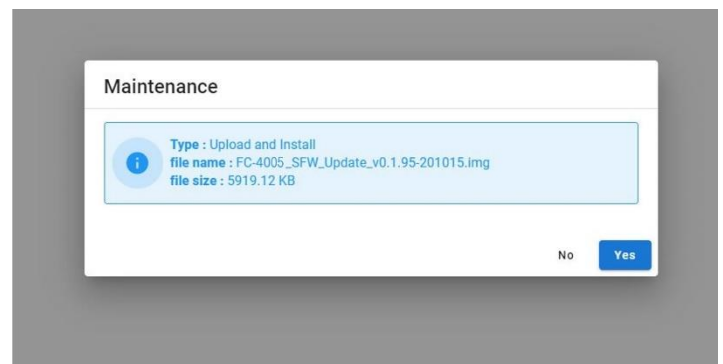 Maintenance
Type : Upload and Install
file name : FC-4005_SFW_Update_v0.1.95-201015.img
file size : 5919.12 KB
No
Yes